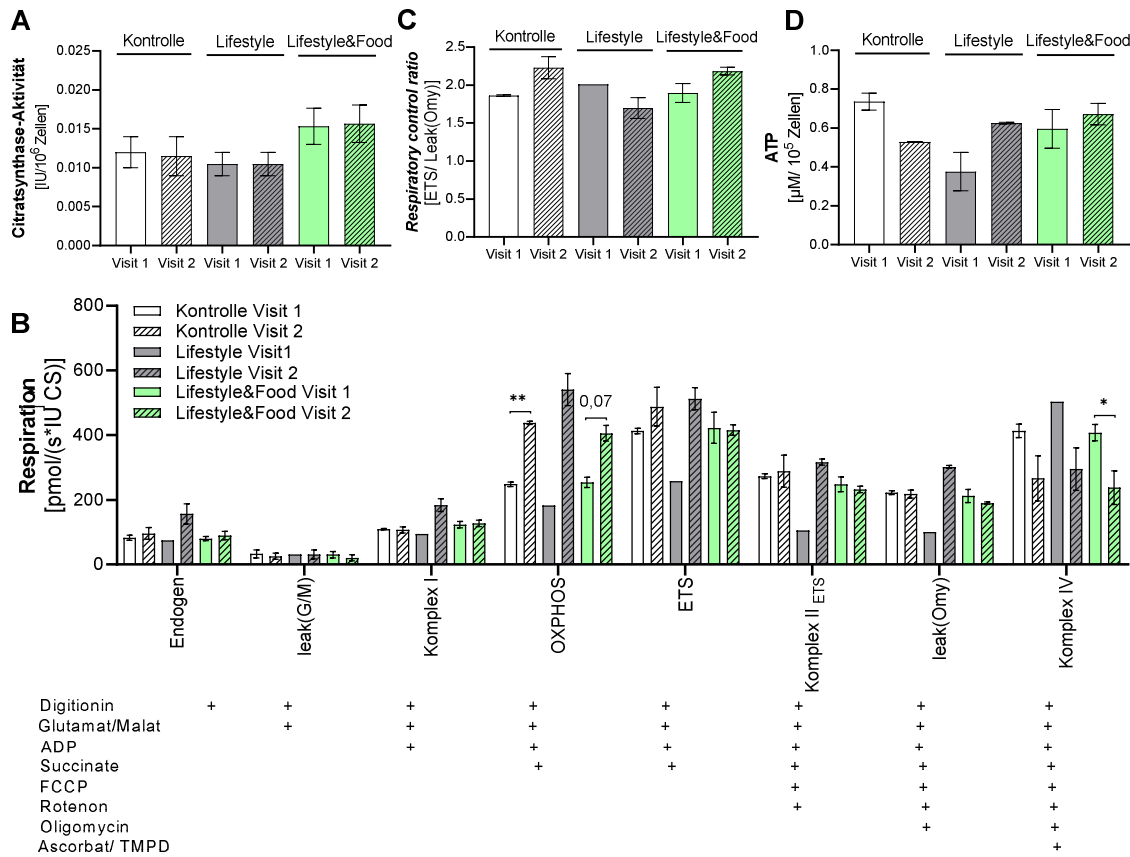 A
Kontrolle Lifestyle Lifestyle&Food
Citratsynthase-Aktivität
[IU/10^6 Zellen]
0.025
0.020
0.015
0.010
0.005
0.000
Visit 1 Visit 2 Visit 1 Visit 2 Visit 1 Visit 2
C
Kontrolle Lifestyle Lifestyle&Food
Respiratory control ratio
[ETS/ Leak(Omy)]
2.5
2.0
1.5
1.0
0.5
0.0
Visit 1 Visit 2 Visit 1 Visit 2 Visit 1 Visit 2
D
Kontrolle Lifestyle Lifestyle&Food
ATP
[µM/ 10^5 Zellen]
1.0
0.8
0.6
0.4
0.2
0.0
Visit 1 Visit 2 Visit 1 Visit 2 Visit 1 Visit 2
B
Respiration
[pmol/(s*IU CS)]
800
600
400
200
0
Kontrolle Visit 1
Kontrolle Visit 2
Lifestyle Visit1
Lifestyle Visit 2
Lifestyle&Food Visit 1
Lifestyle&Food Visit 2
** 0,07 *
Endogen leak(G/M) Komplex I OXPHOS ETS Komplex II ETS leak(Omy) Komplex IV
Digitionin + + + + + + + +
Glutamat/Malat + + + + + + +
ADP + + + + + +
Succinate + + + + +
FCCP + + +
Rotenon + + +
Oligomycin + +
Ascorbat/ TMPD +